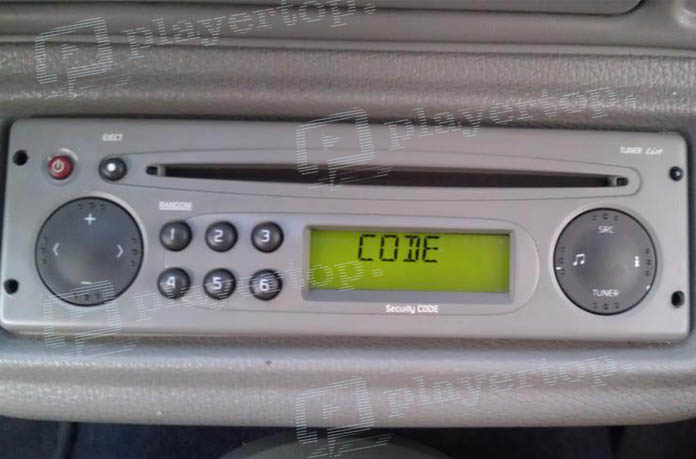 playertop.
playertop.
EJECT
TUNER List
RANDOM
+
1 2 3
SRC
CODE
4 5 6
i
TUNER
Security CODE
playertop.
playertop.